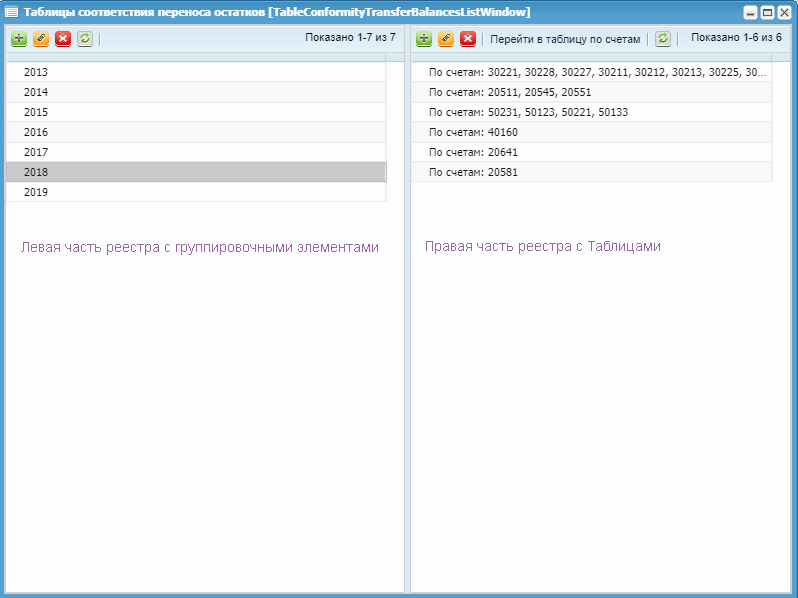 Таблицы соответствия переноса остатков [TableConformityTransferBalancesListWindow]
Показано 1-7 из 7
2013
2014
2015
2016
2017
2018
2019
Левая часть реестра с группировочными элементами
Перейти в таблицу по счетам
Показано 1-6 из 6
По счетам: 30221, 30228, 30227, 30211, 30212, 30213, 30225, 30...
По счетам: 20511, 20545, 20551
По счетам: 50231, 50123, 50221, 50133
По счетам: 40160
По счетам: 20641
По счетам: 20581
Правая часть реестра с Таблицами